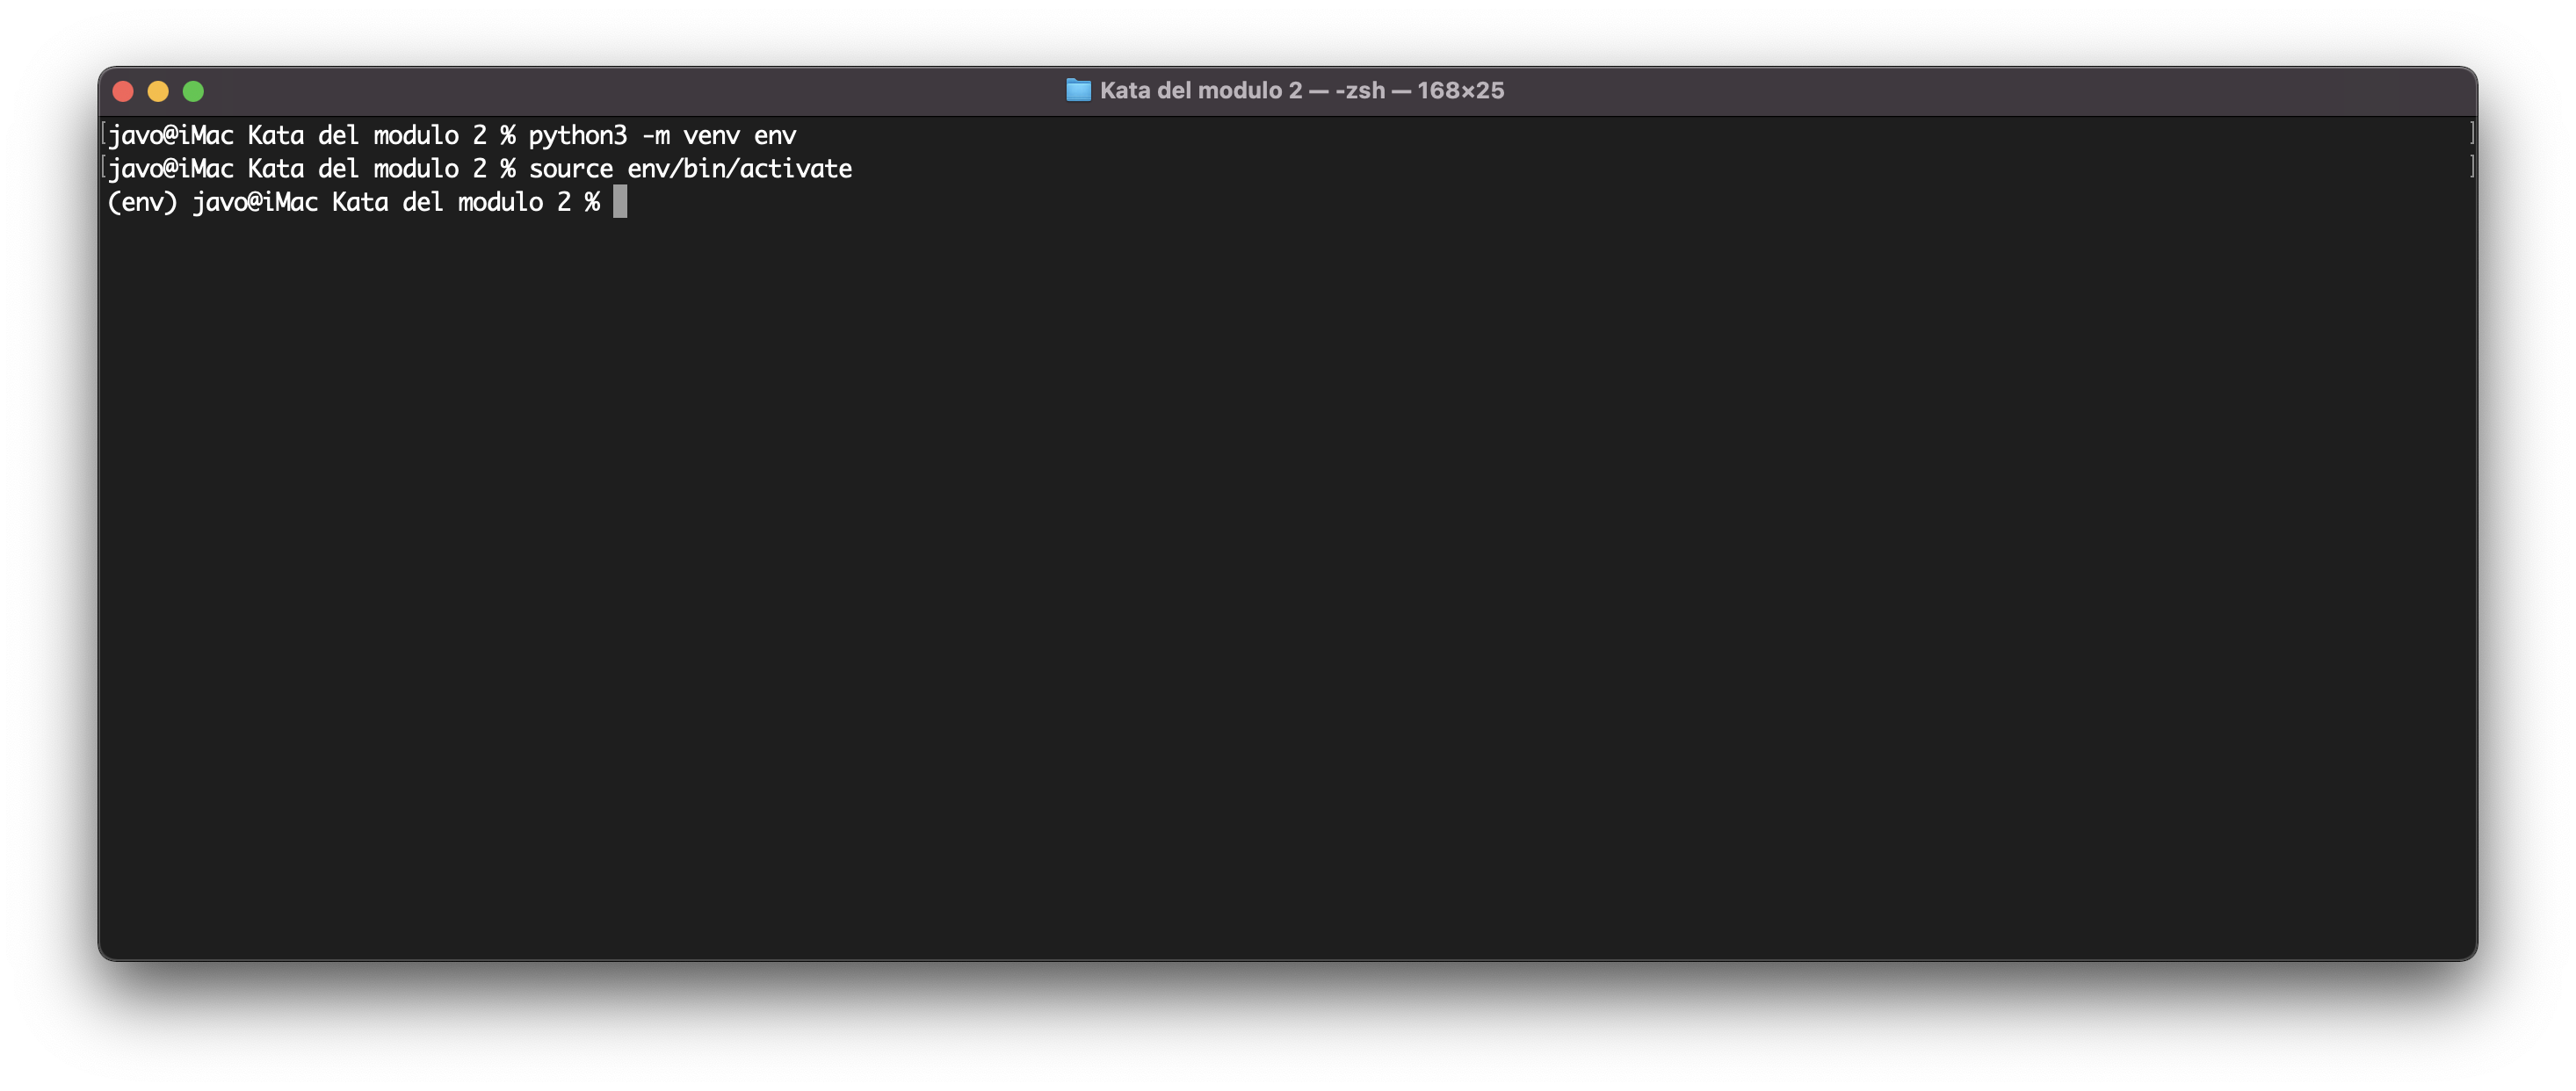 Kata del modulo 2 — -zsh — 168×25
[javo@iMac Kata del modulo 2 % python3 -m venv env ]
[javo@iMac Kata del modulo 2 % source env/bin/activate ]
(env) javo@iMac Kata del modulo 2 %